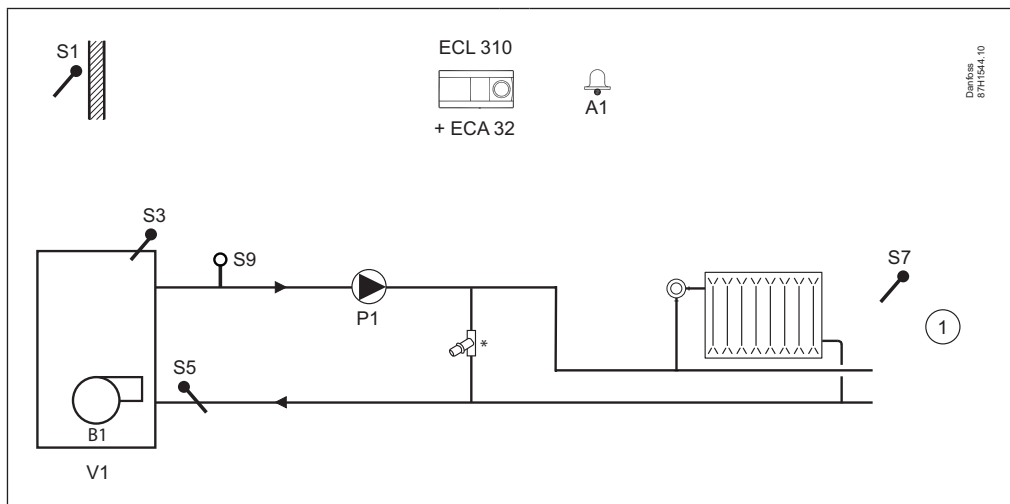 S1
ECL 310
+ ECA 32
A1
Danfoss
87H1544.10
S3
S9
P1
*
S7
1
S5
B1
V1